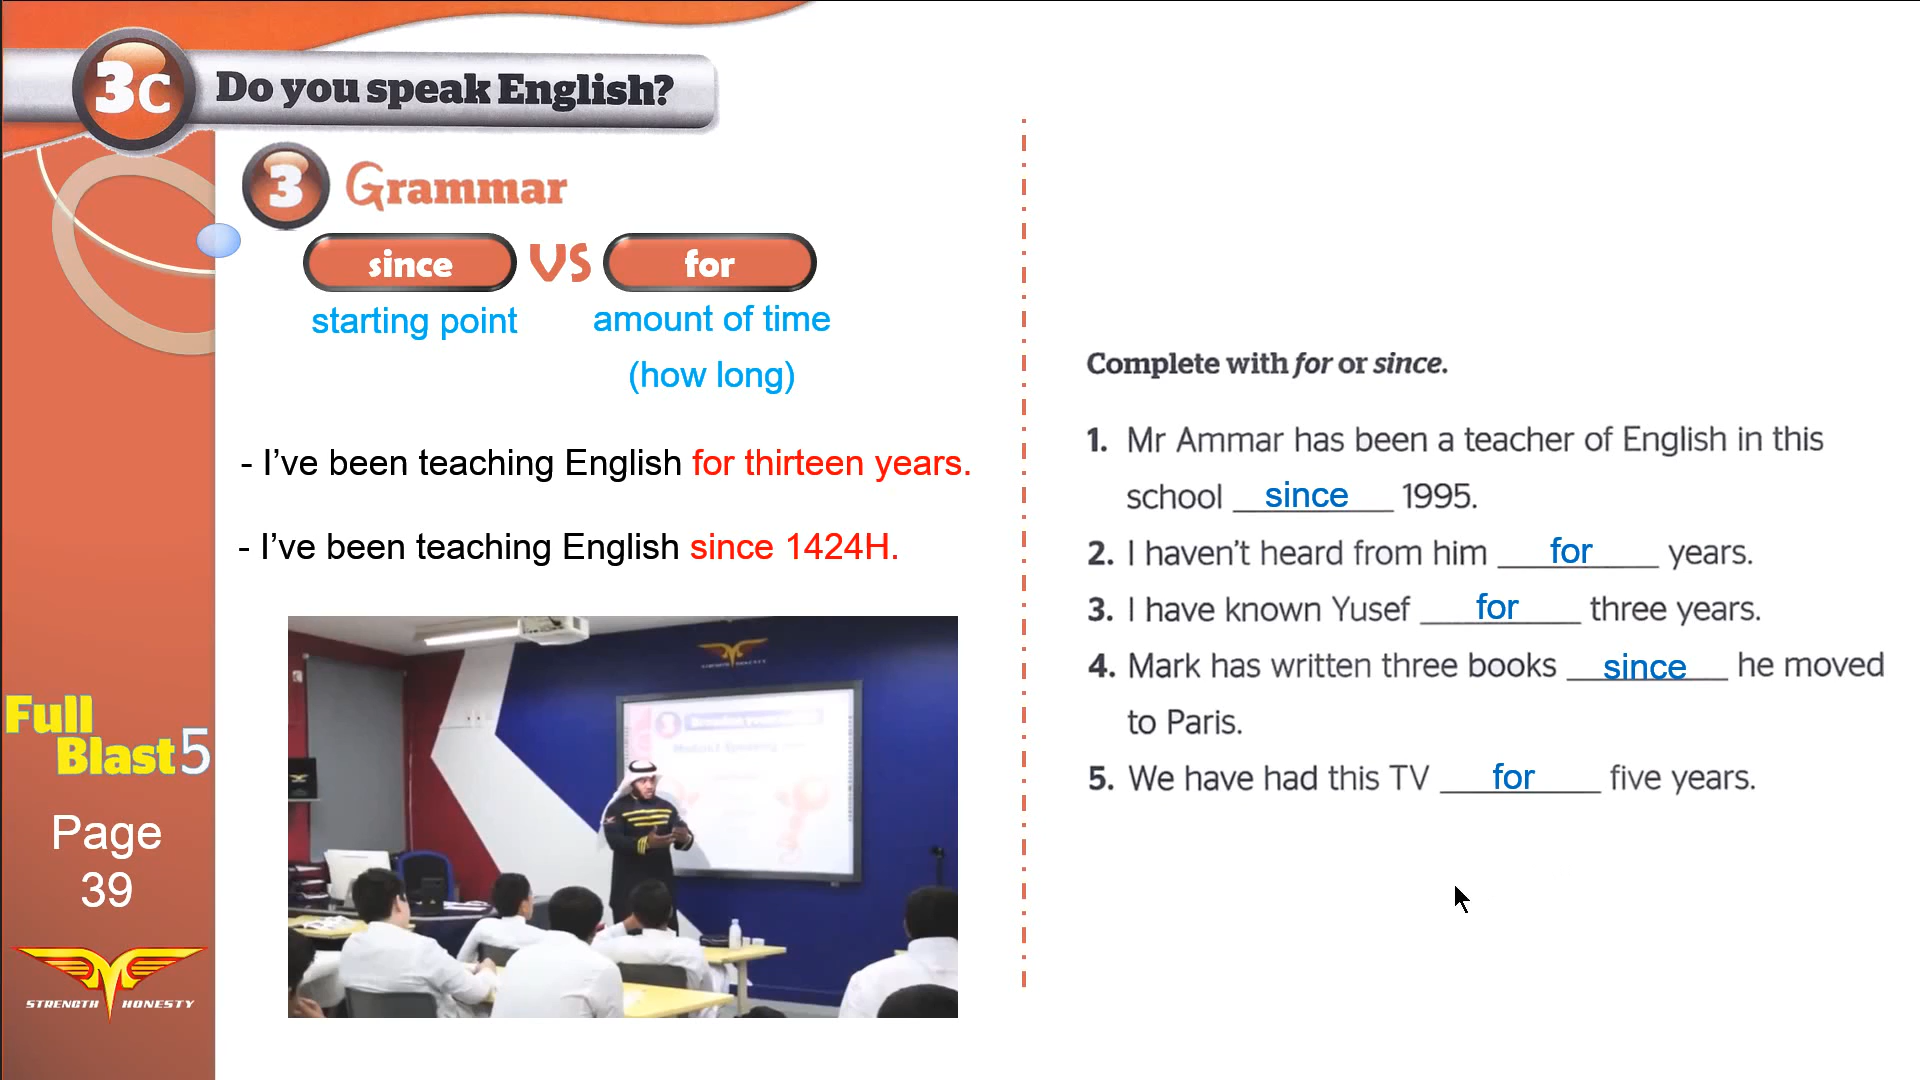 3C Do you speak English?
3 Grammar
since VS for
starting point amount of time
(how long)
- I've been teaching English for thirteen years.
- I've been teaching English since 1424H.
STRENGTH HONESTY
3
Full
Blast 5
Page
39
STRENGTH HONESTY
Complete with for or since.
1. Mr Ammar has been a teacher of English in this
school since 1995.
2. I haven't heard from him for years.
3. I have known Yusef for three years.
4. Mark has written three books since he moved
to Paris.
5. We have had this TV for five years.